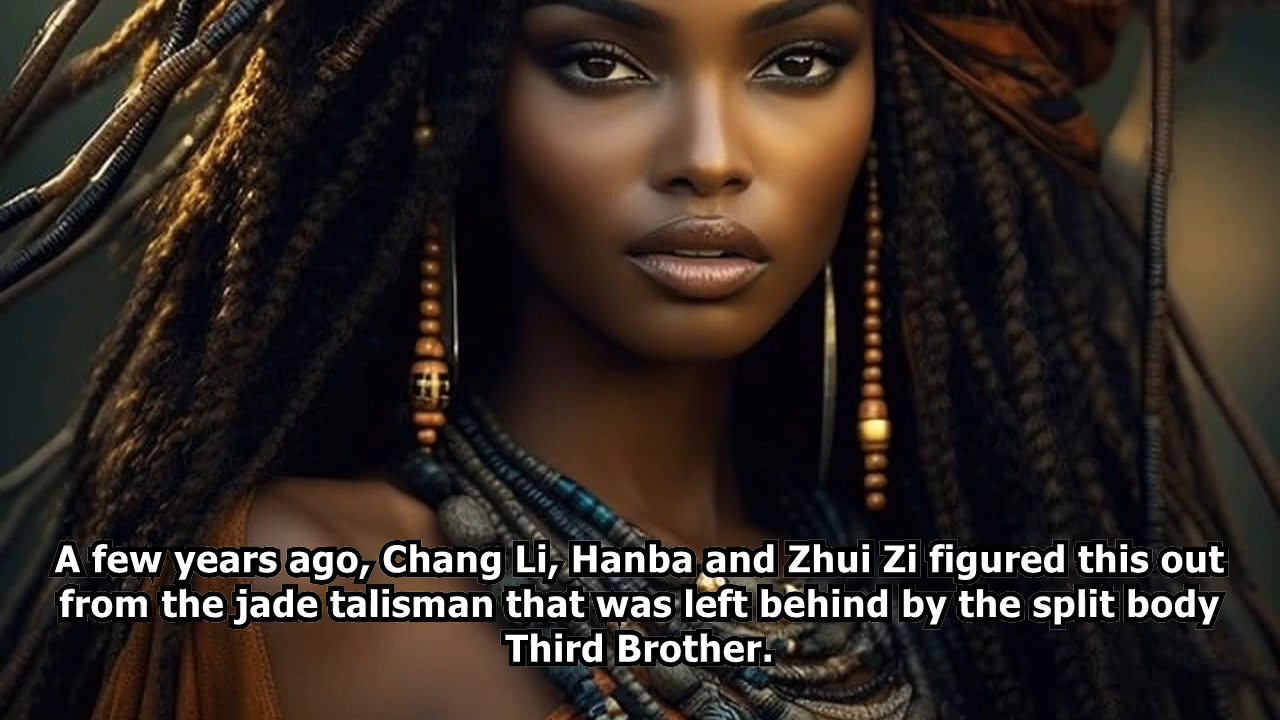 A few years ago, Chang Li, Hanba and Zhui Zi figured this out
from the jade talisman that was left behind by the split body
Third Brother.